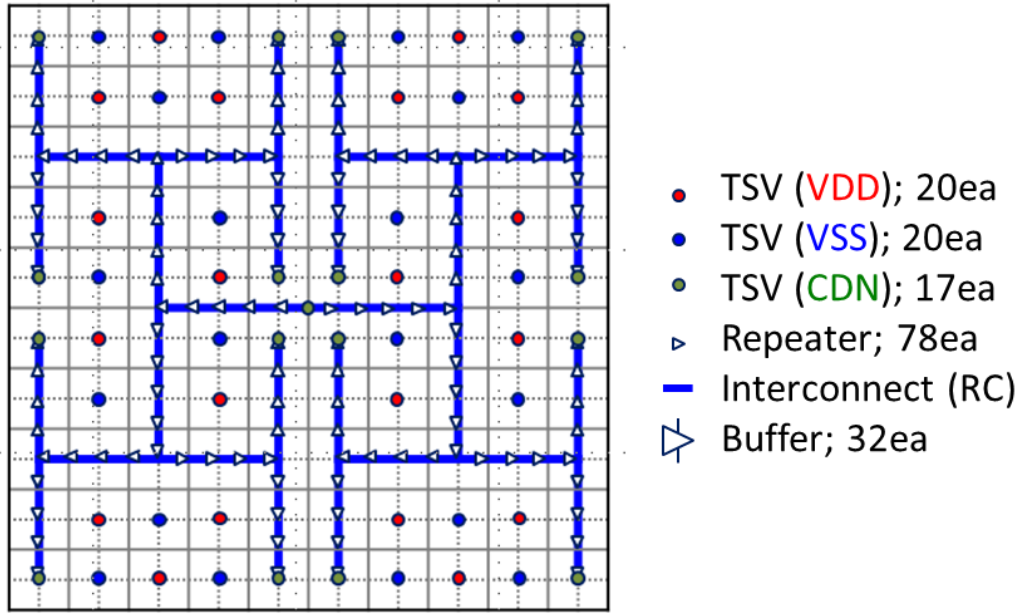 TSV (VDD); 20ea
TSV (VSS); 20ea
TSV (CDN); 17ea
Repeater; 78ea
Interconnect (RC)
Buffer; 32ea